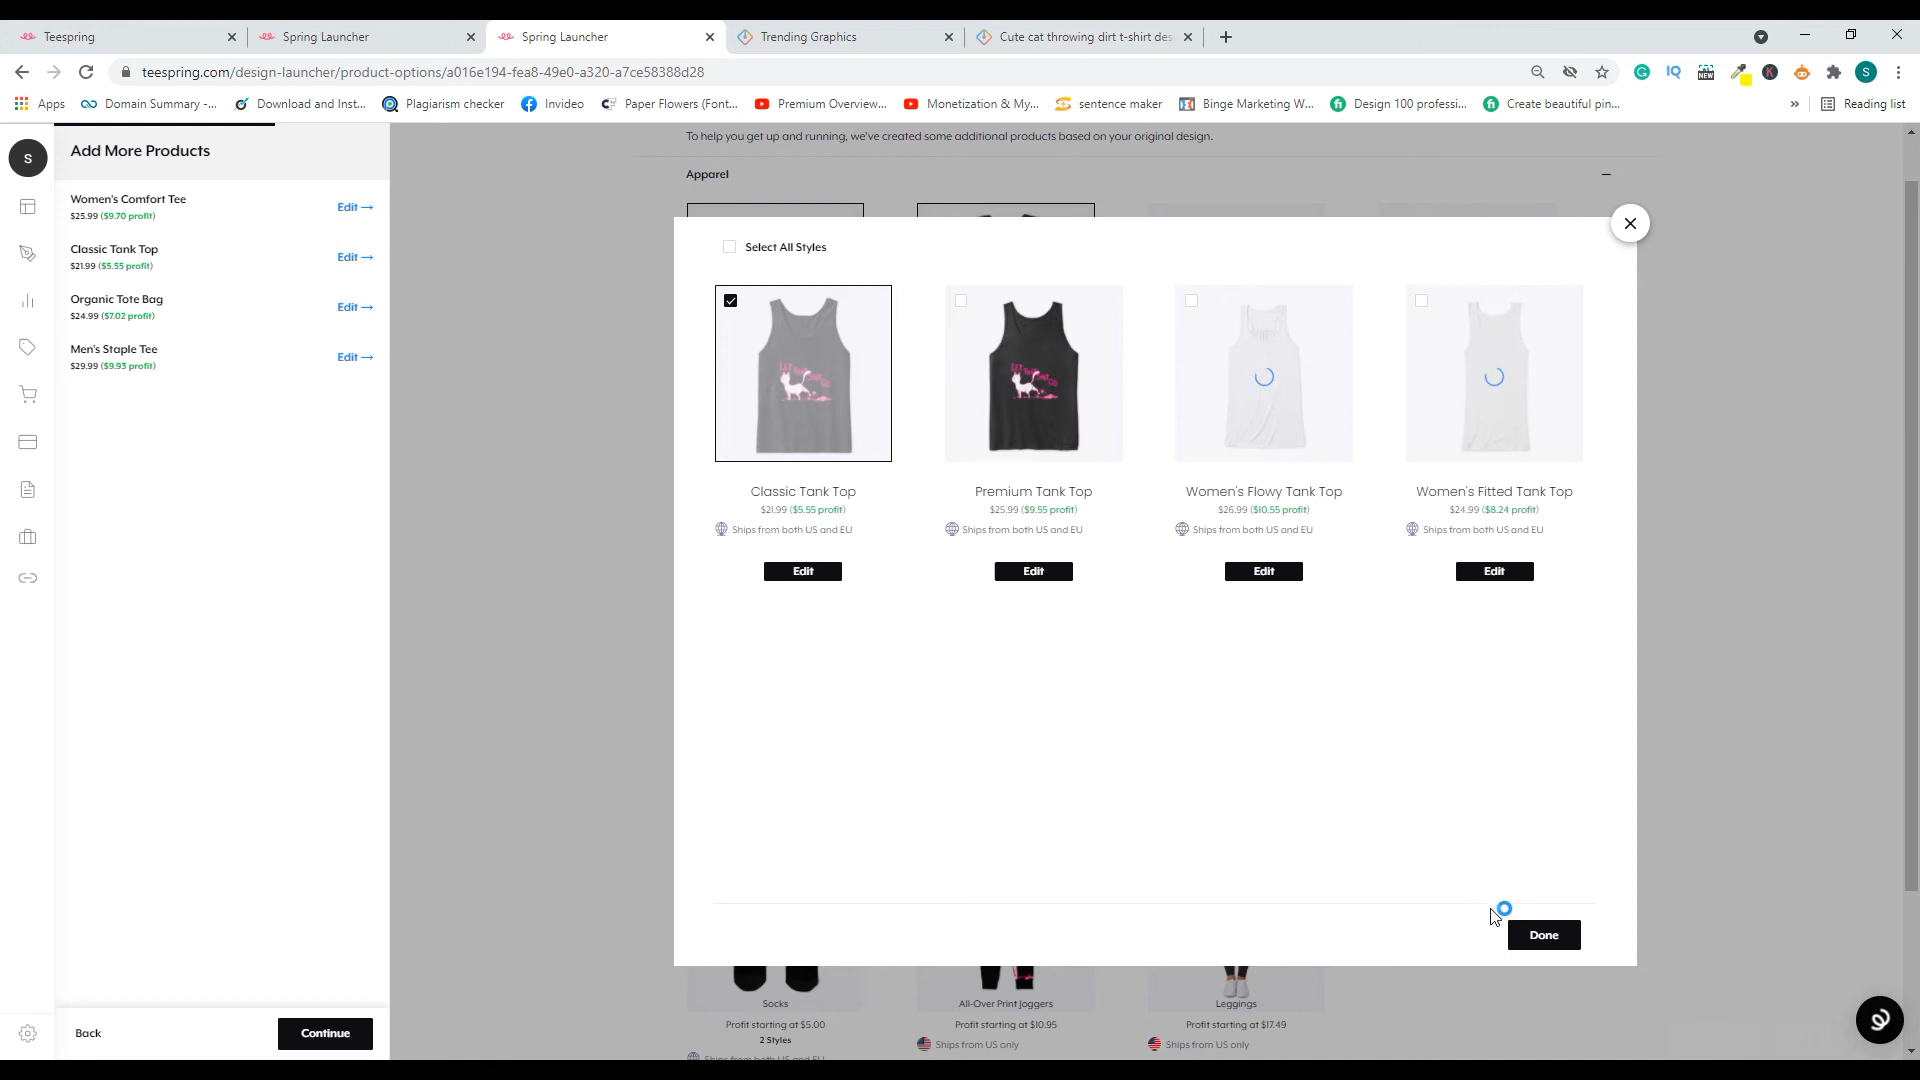 Teespring
Spring Launcher
Spring Launcher
Trending Graphics
Cute cat throwing dirt t-shirt des
teespring.com/design-launcher/product-options/a016e194-fea8-49e0-a320-a7ce58388d28
Apps
Domain Summary -...
Download and Inst...
Plagiarism checker
Invideo
Paper Flowers (Font...
Premium Overview...
Monetization & My...
sentence maker
Binge Marketing W...
Design 100 professi...
Create beautiful pin...
»
Reading list
S
Add More Products
Women's Comfort Tee
$25.99 ($9.70 profit)
Edit →
Classic Tank Top
$21.99 ($5.55 profit)
Edit →
Organic Tote Bag
$24.99 ($7.02 profit)
Edit →
Men's Staple Tee
$29.99 ($9.93 profit)
Edit →
Back
Continue
To help you get up and running, we've created some additional products based on your original design.
Apparel
Select All Styles
Classic Tank Top
$21.99 ($5.55 profit)
Ships from both US and EU
Edit
Premium Tank Top
$25.99 ($9.55 profit)
Ships from both US and EU
Edit
Women's Flowy Tank Top
$26.99 ($10.55 profit)
Ships from both US and EU
Edit
Women's Fitted Tank Top
$24.99 ($8.24 profit)
Ships from both US and EU
Edit
Done
Socks
Profit starting at $5.00
2 Styles
Ships from both US and EU
All-Over Print Joggers
Profit starting at $10.95
Ships from US only
Leggings
Profit starting at $17.49
Ships from US only